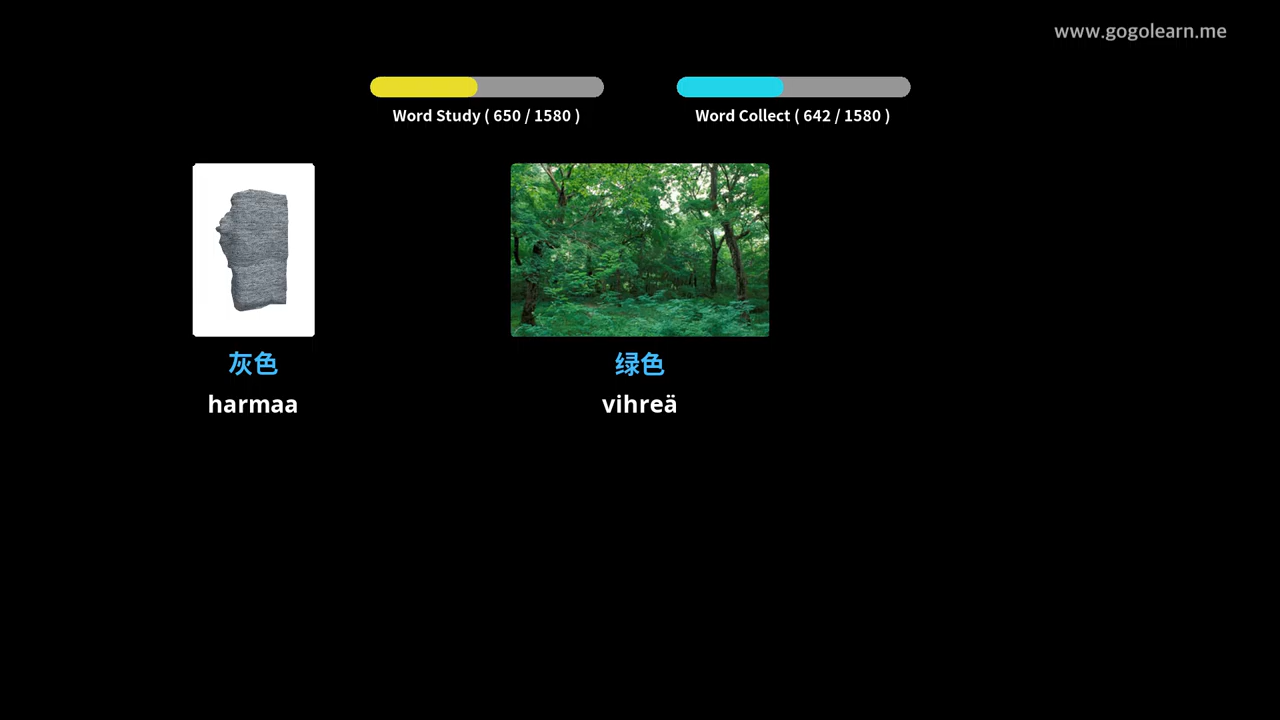 www.gogolearn.me
Word Study ( 650 / 1580 )
Word Collect ( 642 / 1580 )
灰色
harmaa
绿色
vihreä